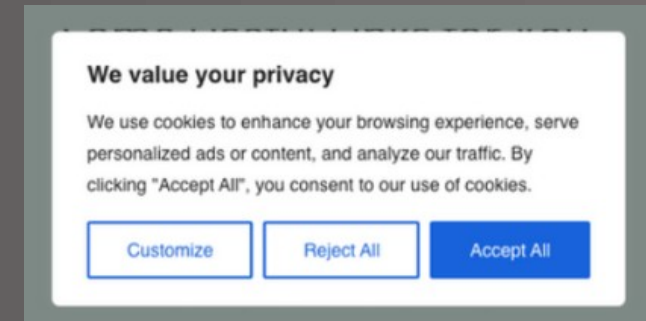 We value your privacy
We use cookies to enhance your browsing experience, serve
personalized ads or content, and analyze our traffic. By
clicking "Accept All", you consent to our use of cookies.
Customize
Reject All
Accept All